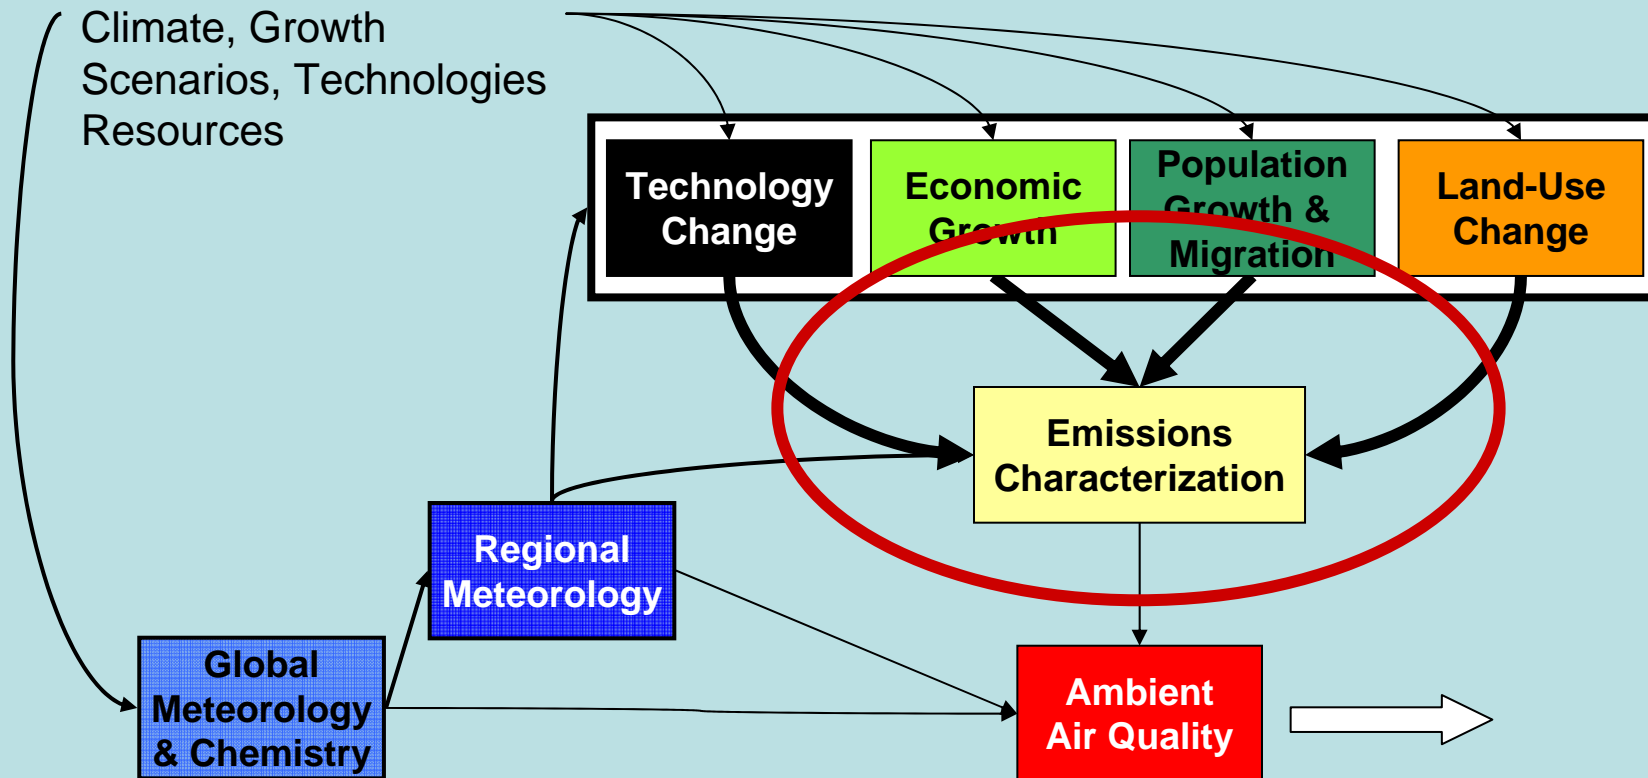 Climate, Growth
Scenarios, Technologies
Resources
Technology
Change
Economic
Growth
Population
Growth &
Migration
Land-Use
Change
Emissions
Characterization
Regional
Meteorology
Global
Meteorology
& Chemistry
Ambient
Air Quality